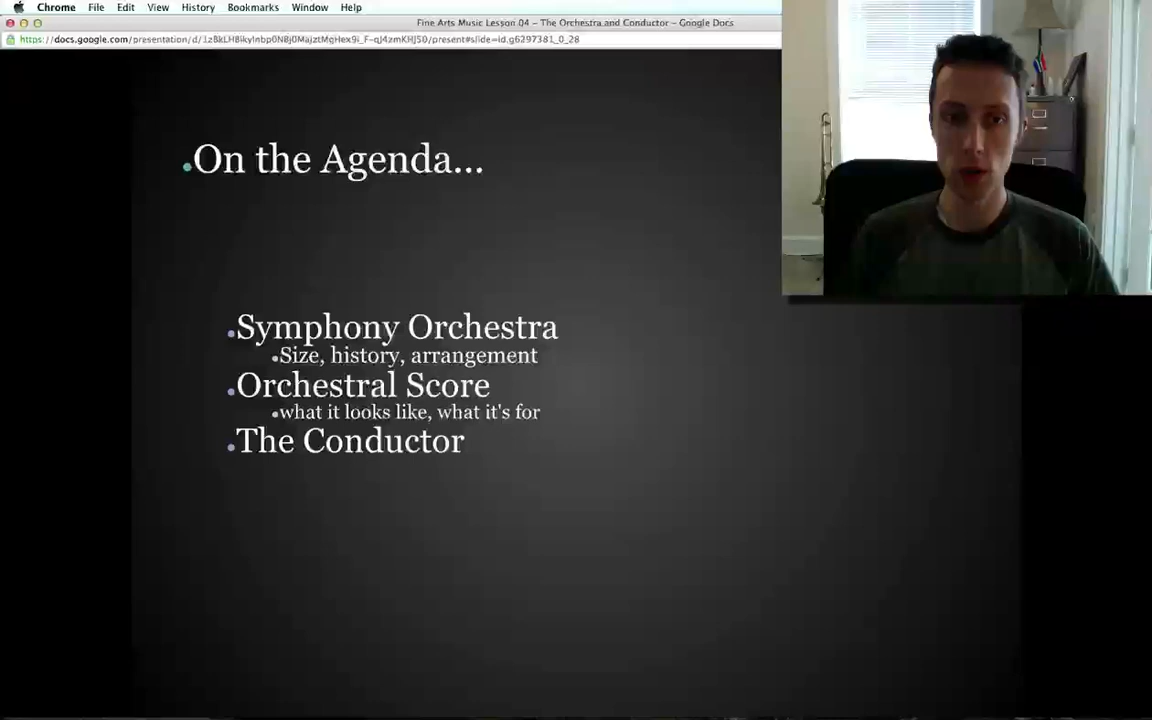 Chrome File Edit View History Bookmarks Window Help
Fine Arts Music Lesson 04 – The Orchestra and Conductor – Google Docs
On the Agenda...
Symphony Orchestra
Size, history, arrangement
Orchestral Score
what it looks like, what it's for
The Conductor